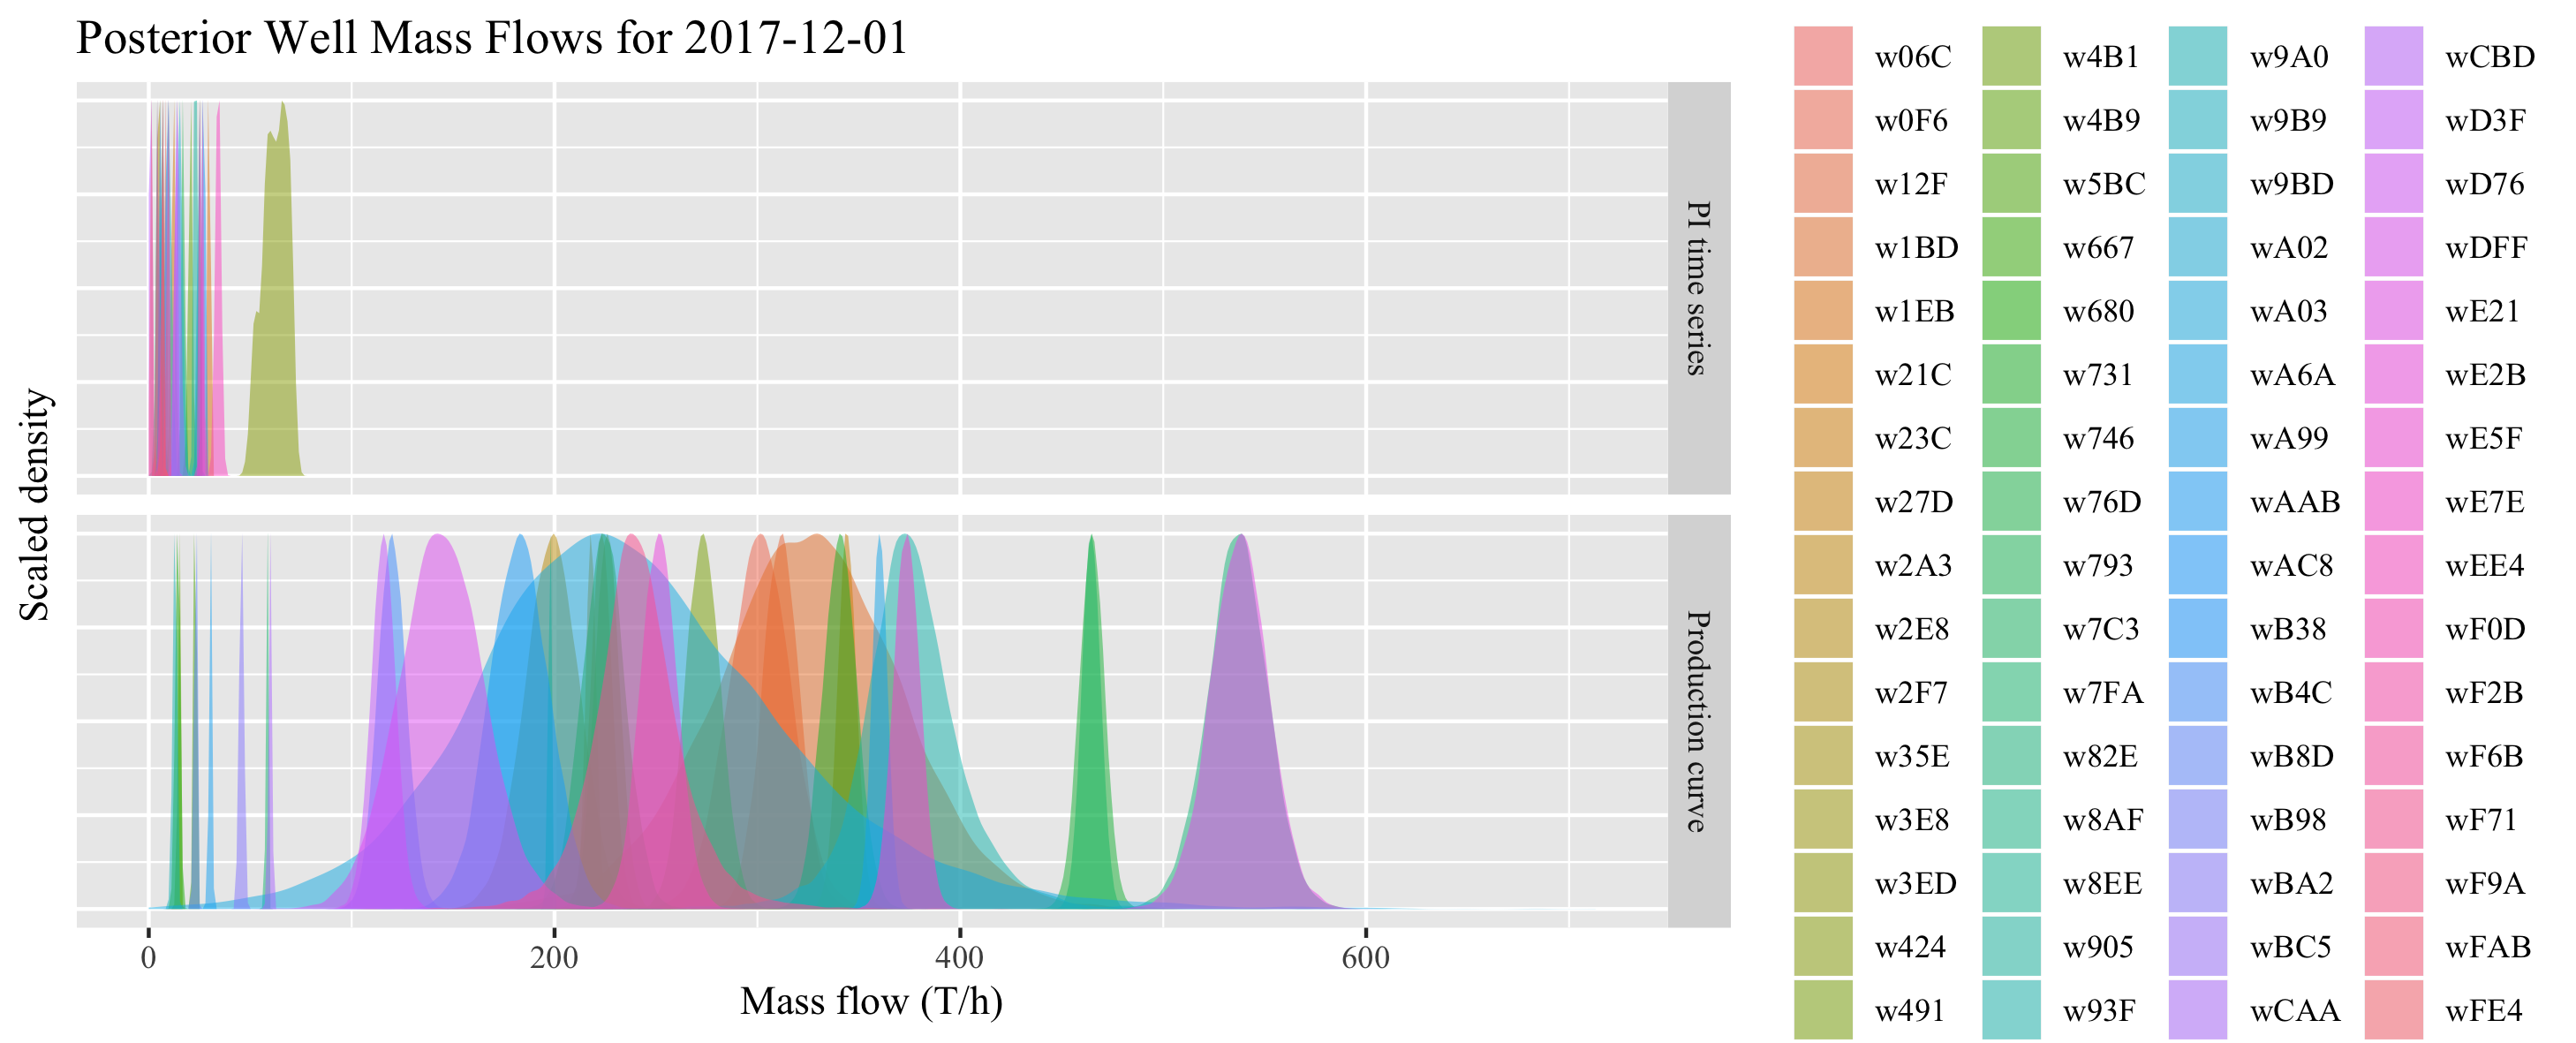 Posterior Well Mass Flows for 2017-12-01
Scaled density
PI time series
Production curve
0
200
400
600
Mass flow (T/h)
w06C
w0F6
w12F
w1BD
w1EB
w21C
w23C
w27D
w2A3
w2E8
w2F7
w35E
w3E8
w3ED
w424
w491
w4B1
w4B9
w5BC
w667
w680
w731
w746
w76D
w793
w7C3
w7FA
w82E
w8AF
w8EE
w905
w93F
w9A0
w9B9
w9BD
wA02
wA03
wA6A
wA99
wAAB
wAC8
wB38
wB4C
wB8D
wB98
wBA2
wBC5
wCAA
wCBD
wD3F
wD76
wDFF
wE21
wE2B
wE5F
wE7E
wEE4
wF0D
wF2B
wF6B
wF71
wF9A
wFAB
wFE4